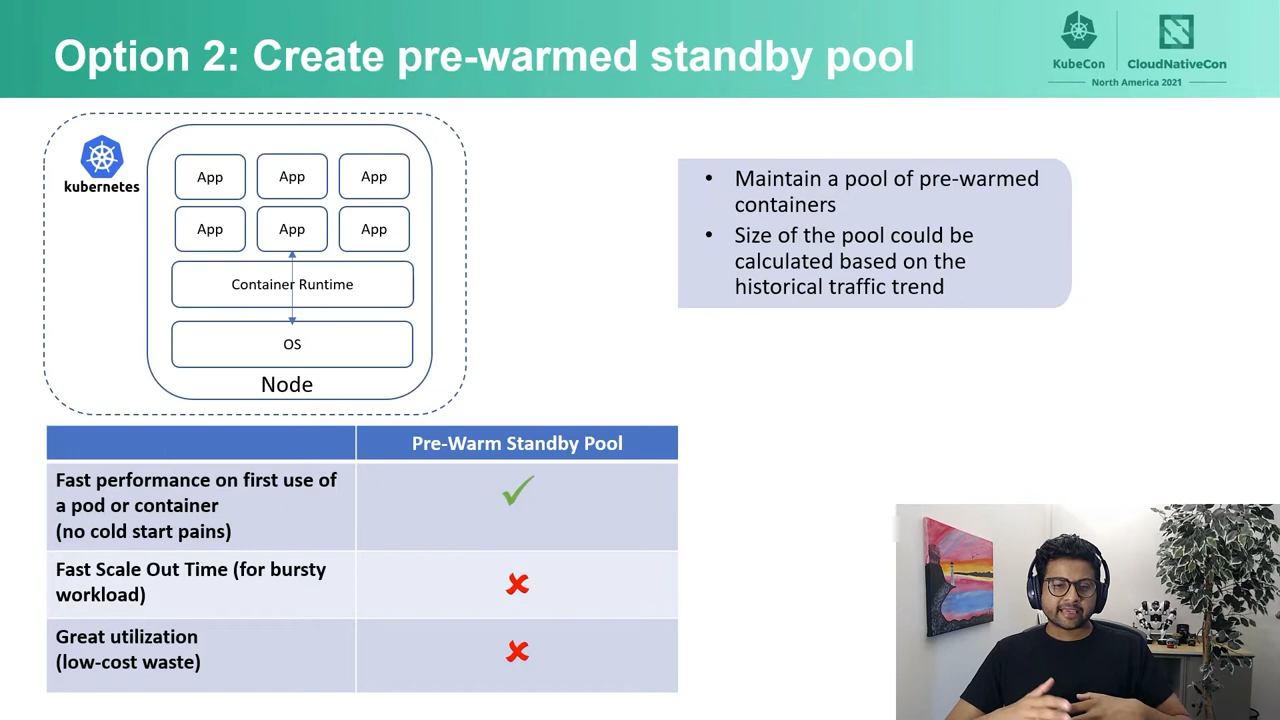 Option 2: Create pre-warmed standby pool
KubeCon
CloudNativeCon
North America 2021
kubernetes
App
App
App
App
App
App
Container Runtime
OS
Node
• Maintain a pool of pre-warmed
containers
• Size of the pool could be
calculated based on the
historical traffic trend
Pre-Warm Standby Pool
Fast performance on first use of
a pod or container
(no cold start pains)
Fast Scale Out Time (for bursty
workload)
Great utilization
(low-cost waste)